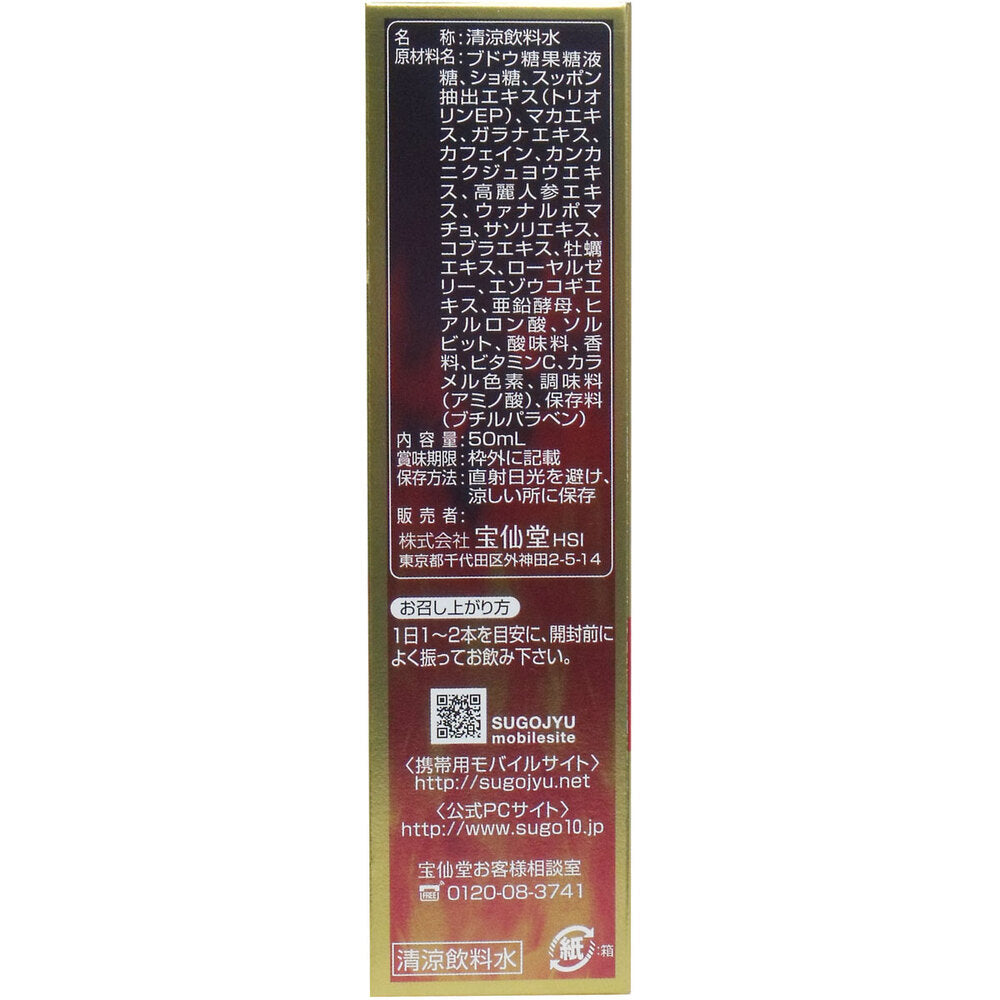 名称:清涼飲料水
原材料名:ブドウ糖果糖液
糖、ショ糖、スッポン
抽出エキス(トリオ
リンEP)、マカエキ
ス、ガラナエキス、
カフェイン、カンカ
ニクジュヨウエキ
ス、高麗人参エキ
ス、ウァナルポマ
チョ、サソリエキス、
コブラエキス、牡蠣
エキス、ローヤルゼ
リー、エゾウコギエ
キス、亜鉛酵母、ヒ
アルロン酸、ソル
ビット、酸味料、香
料、ビタミンC、カラ
メル色素、調味料
(アミノ酸)、保存料
(ブチルパラベン)
内容量:50mL
賞味期限:枠外に記載
保存方法:直射日光を避け、
涼しい所に保存
販売者:
株式会社 宝仙堂HSI
東京都千代田区外神田2-5-14
お召し上がり方
1日1〜2本を目安に、開封前に
よく振ってお飲み下さい。
SUGOJYU
mobilesite
〈携帯用モバイルサイト〉
http://sugojyu.net
〈公式PCサイト〉
http://www.sugo10.jp
宝仙堂お客様相談室
FREE 0120-08-3741
清涼飲料水
紙:箱